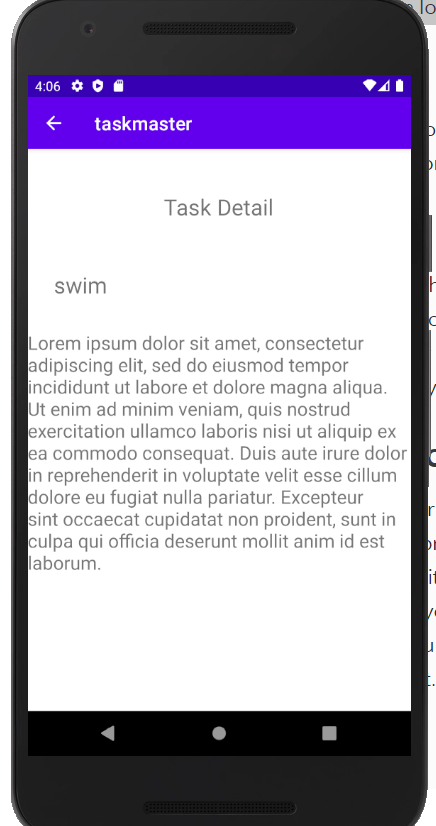 4:06
taskmaster
Task Detail
swim
Lorem ipsum dolor sit amet, consectetur
adipiscing elit, sed do eiusmod tempor
incididunt ut labore et dolore magna aliqua.
Ut enim ad minim veniam, quis nostrud
exercitation ullamco laboris nisi ut aliquip ex
ea commodo consequat. Duis aute irure dolor
in reprehenderit in voluptate velit esse cillum
dolore eu fugiat nulla pariatur. Excepteur
sint occaecat cupidatat non proident, sunt in
culpa qui officia deserunt mollit anim id est
laborum.